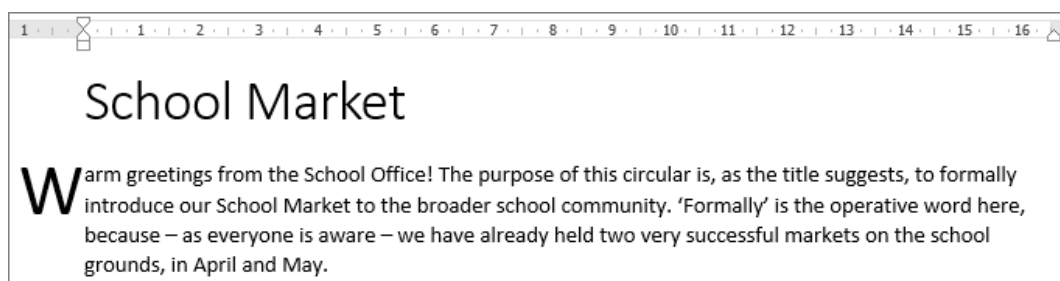 1 1 2 3 4 5 6 7 8 9 10 11 12 13 14 15 16
School Market
Warm greetings from the School Office! The purpose of this circular is, as the title suggests, to formally
introduce our School Market to the broader school community. ‘Formally’ is the operative word here,
because – as everyone is aware – we have already held two very successful markets on the school
grounds, in April and May.